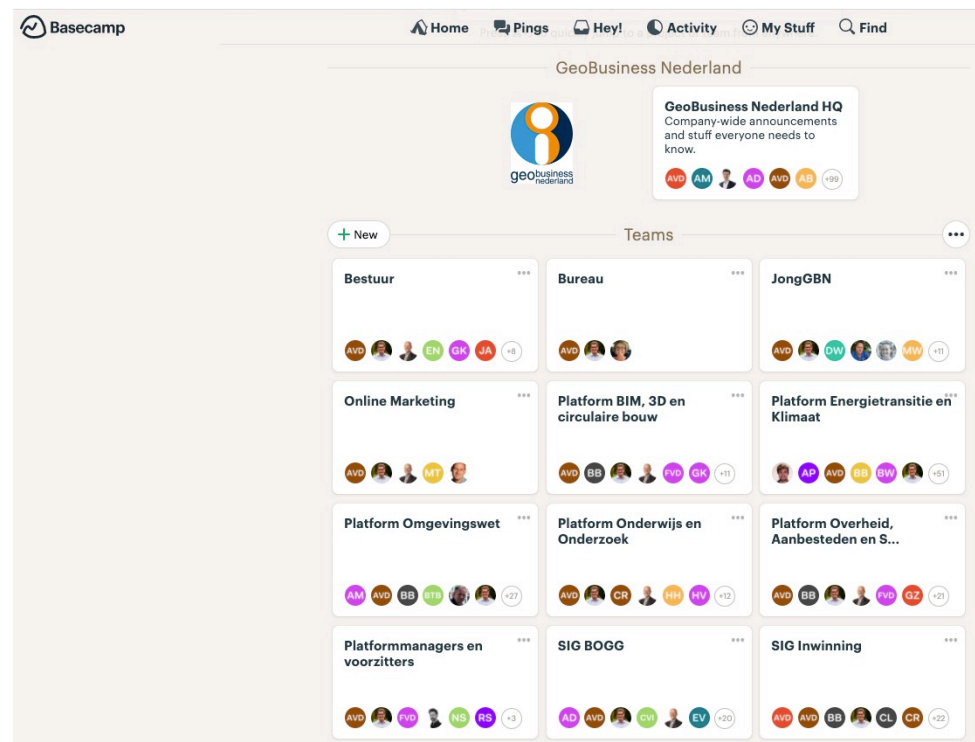 Basecamp
Home Pings Hey! Activity My Stuff Find
GeoBusiness Nederland
geobusiness
nederland
GeoBusiness Nederland HQ
Company-wide announcements
and stuff everyone needs to
know.
AVD AM AD AVD AB +99
+ New
Teams
Bestuur
AVD EN GK JA +8
Bureau
AVD
JongGBN
AVD DW MW +11
Online Marketing
AVD MT
Platform BIM, 3D en
circulaire bouw
AVD BB FVD GK +11
Platform Energietransitie en
Klimaat
AP AVD BB BW +51
Platform Omgevingswet
AM AVD BB BTB +27
Platform Onderwijs en
Onderzoek
AVD CR HH HV +12
Platform Overheid,
Aanbesteden en S...
AVD BB FVD GZ +21
Platformmanagers en
voorzitters
AVD FVD NS RS +3
SIG BOGG
AD AVD CVI EV +20
SIG Inwinning
AVD AVD BB CL CR +22